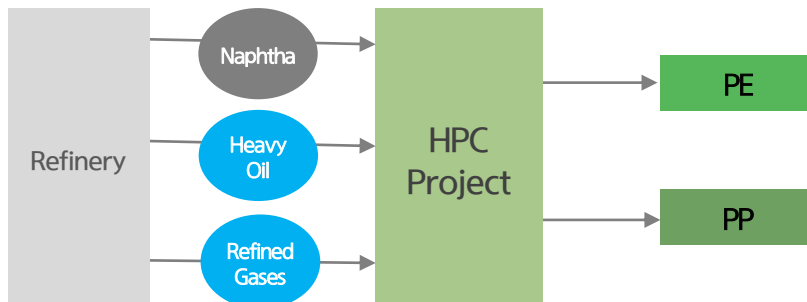 Refinery
Naphtha
Heavy
Oil
Refined
Gases
HPC
Project
PE
PP